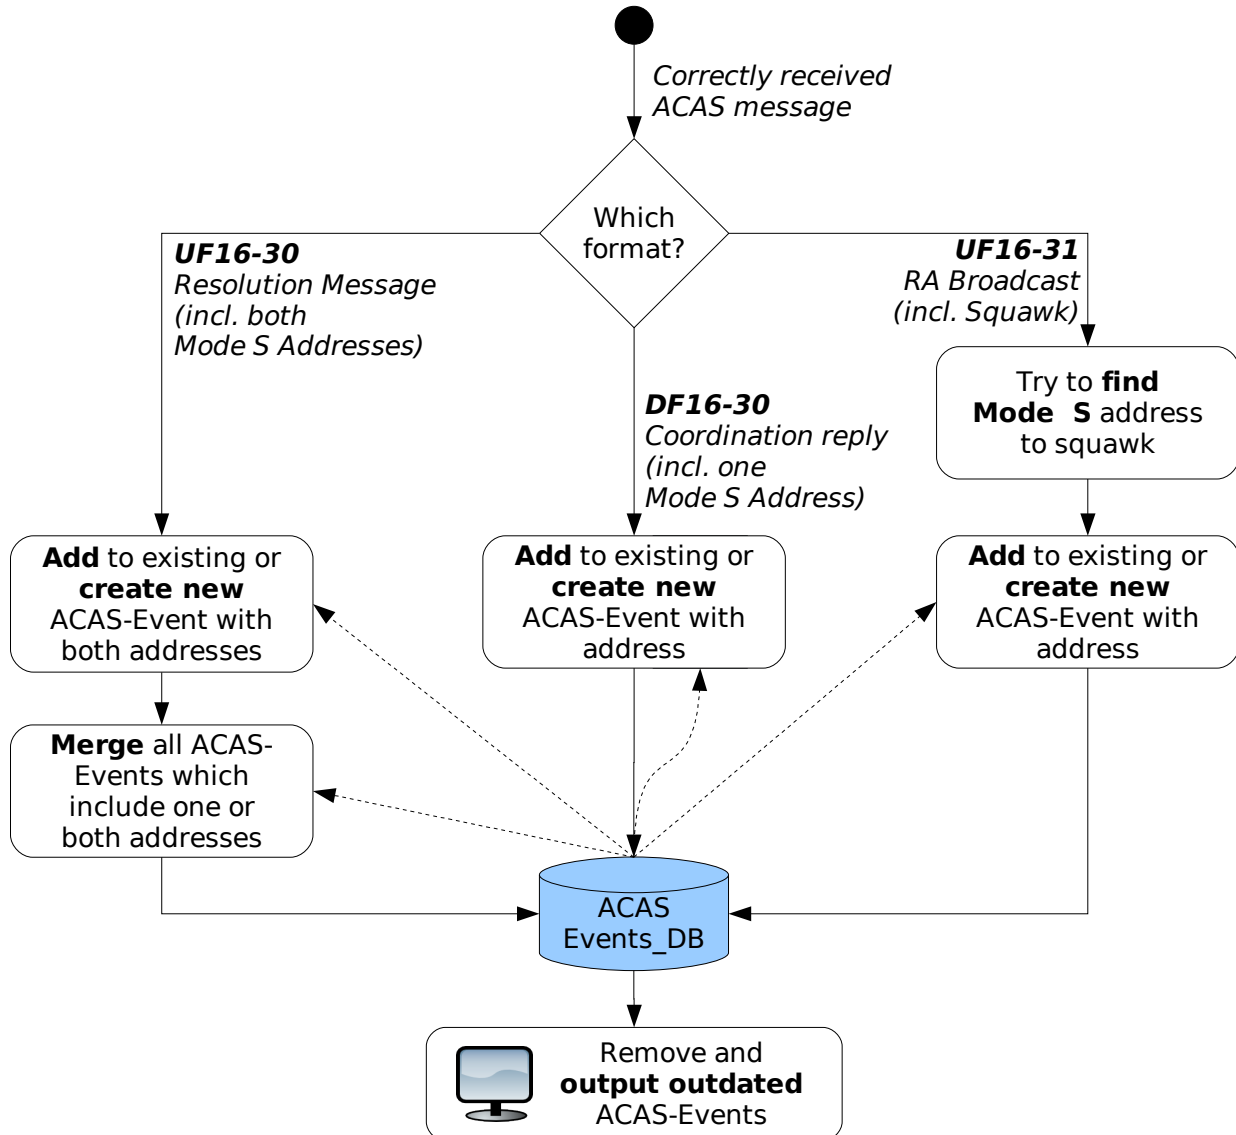 Correctly received
ACAS message
Which
format?
UF16-30
Resolution Message
(incl. both
Mode S Addresses)
UF16-31
RA Broadcast
(incl. Squawk)
Try to find
Mode S address
to squawk
DF16-30
Coordination reply
(incl. one
Mode S Address)
Add to existing or
create new
ACAS-Event with
both addresses
Add to existing or
create new
ACAS-Event with
address
Add to existing or
create new
ACAS-Event with
address
Merge all ACAS-
Events which
include one or
both addresses
ACAS
Events_DB
Remove and
output outdated
ACAS-Events